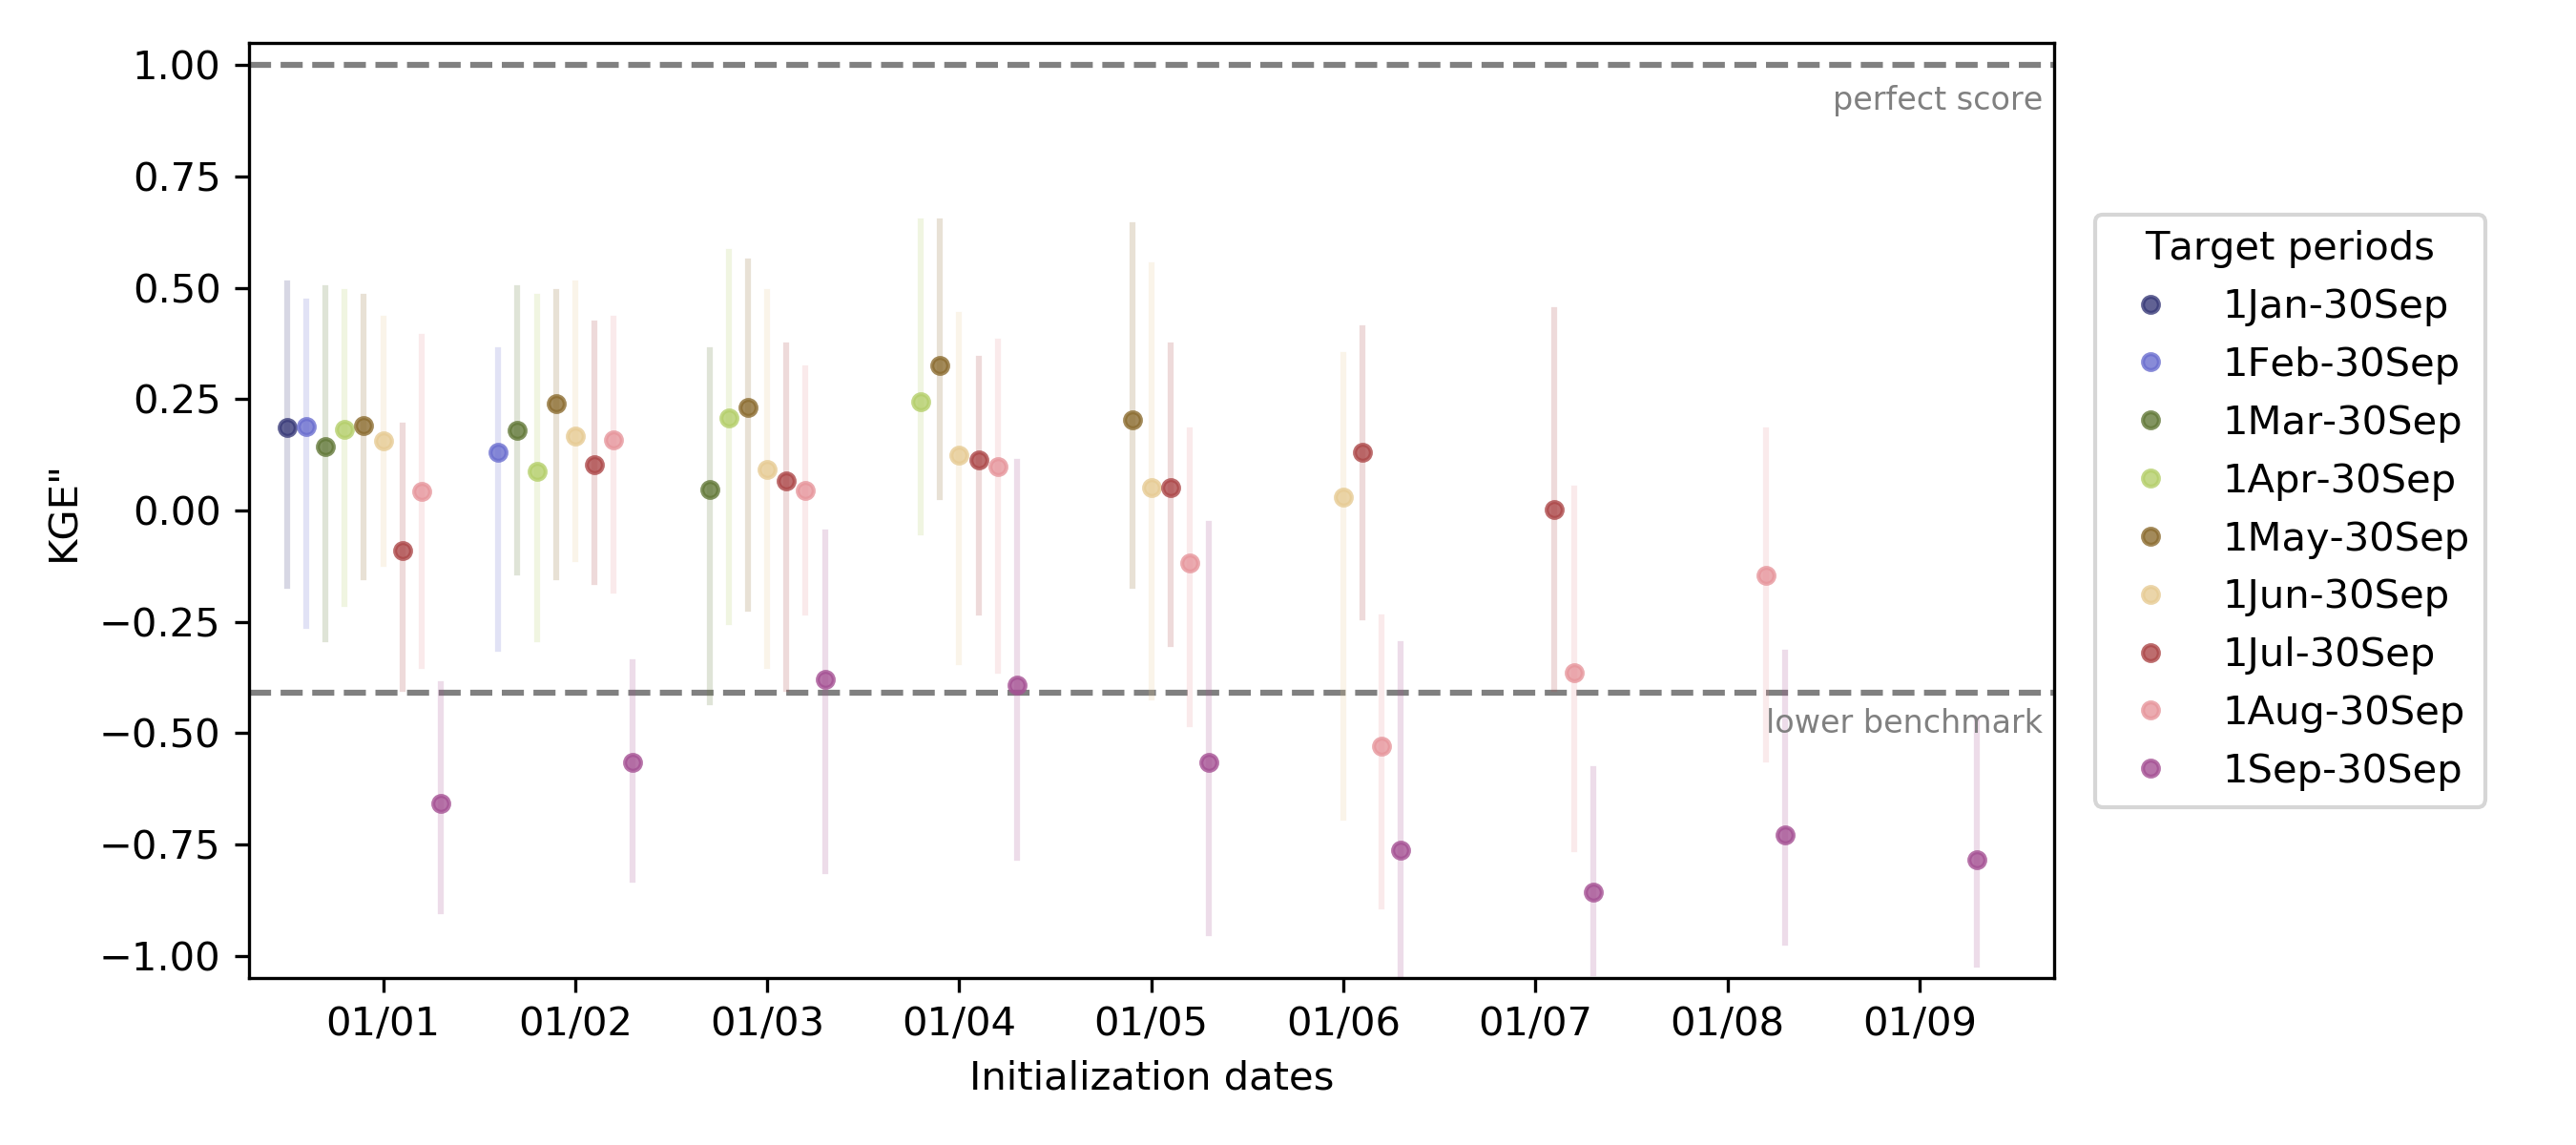 1.00
0.75
0.50
0.25
0.00
−0.25
−0.50
−0.75
−1.00
KGE"
perfect score
lower benchmark
01/01 01/02 01/03 01/04 01/05 01/06 01/07 01/08 01/09
Initialization dates
Target periods
1Jan-30Sep
1Feb-30Sep
1Mar-30Sep
1Apr-30Sep
1May-30Sep
1Jun-30Sep
1Jul-30Sep
1Aug-30Sep
1Sep-30Sep